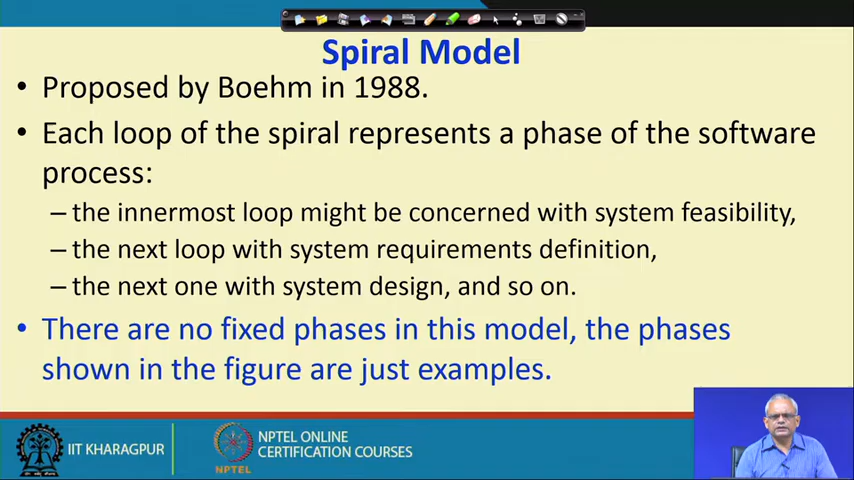 Spiral Model
• Proposed by Boehm in 1988.
• Each loop of the spiral represents a phase of the software
process:
– the innermost loop might be concerned with system feasibility,
– the next loop with system requirements definition,
– the next one with system design, and so on.
• There are no fixed phases in this model, the phases
shown in the figure are just examples.
IIT KHARAGPUR
NPTEL
NPTEL ONLINE
CERTIFICATION COURSES